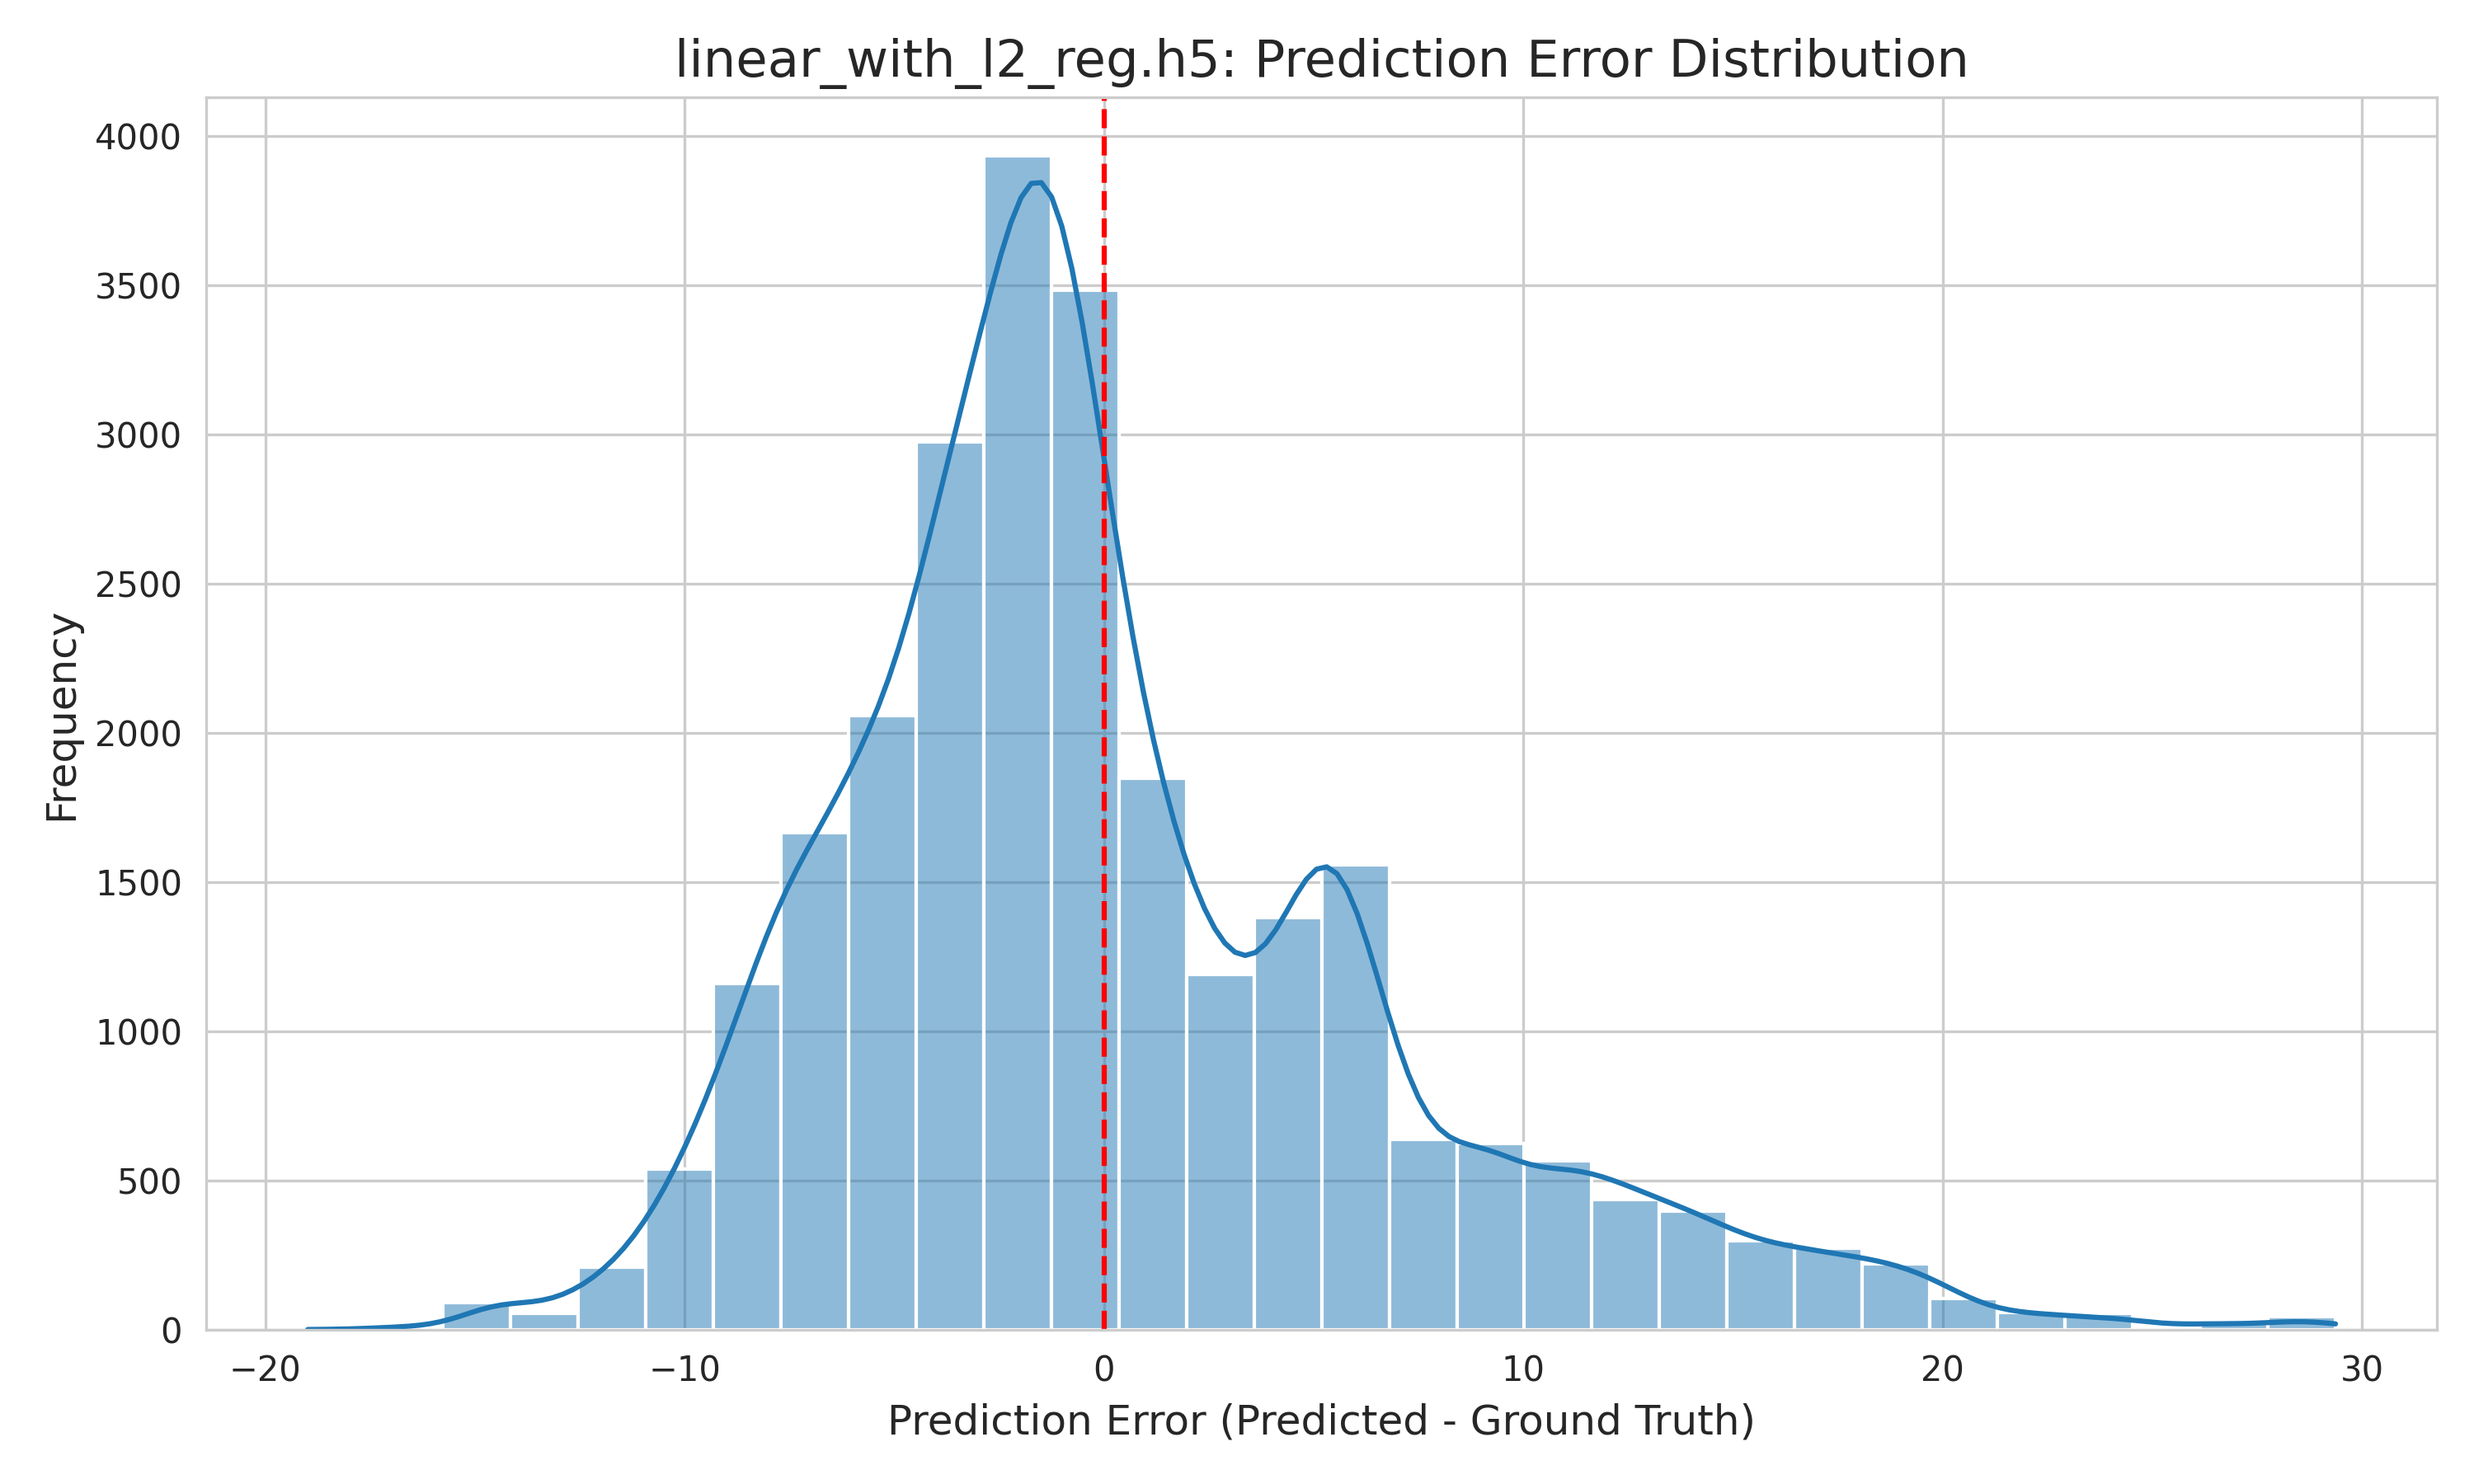 linear_with_l2_reg.h5: Prediction Error Distribution
Frequency
4000
3500
3000
2500
2000
1500
1000
500
0
−20 −10 0 10 20 30
Prediction Error (Predicted - Ground Truth)